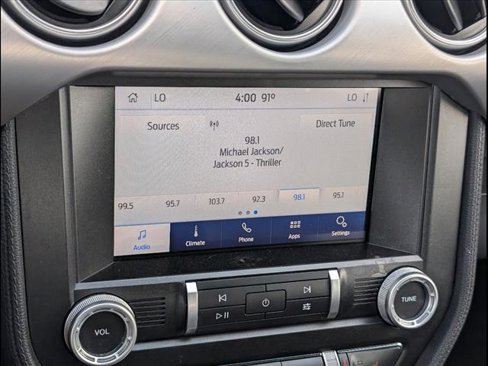 LO 4:00 91° LO
Sources Direct Tune
98.1
Michael Jackson/
Jackson 5 - Thriller
99.5 95.7 103.7 92.3 98.1 95.1
Audio Climate Phone Apps Settings
VOL TUNE